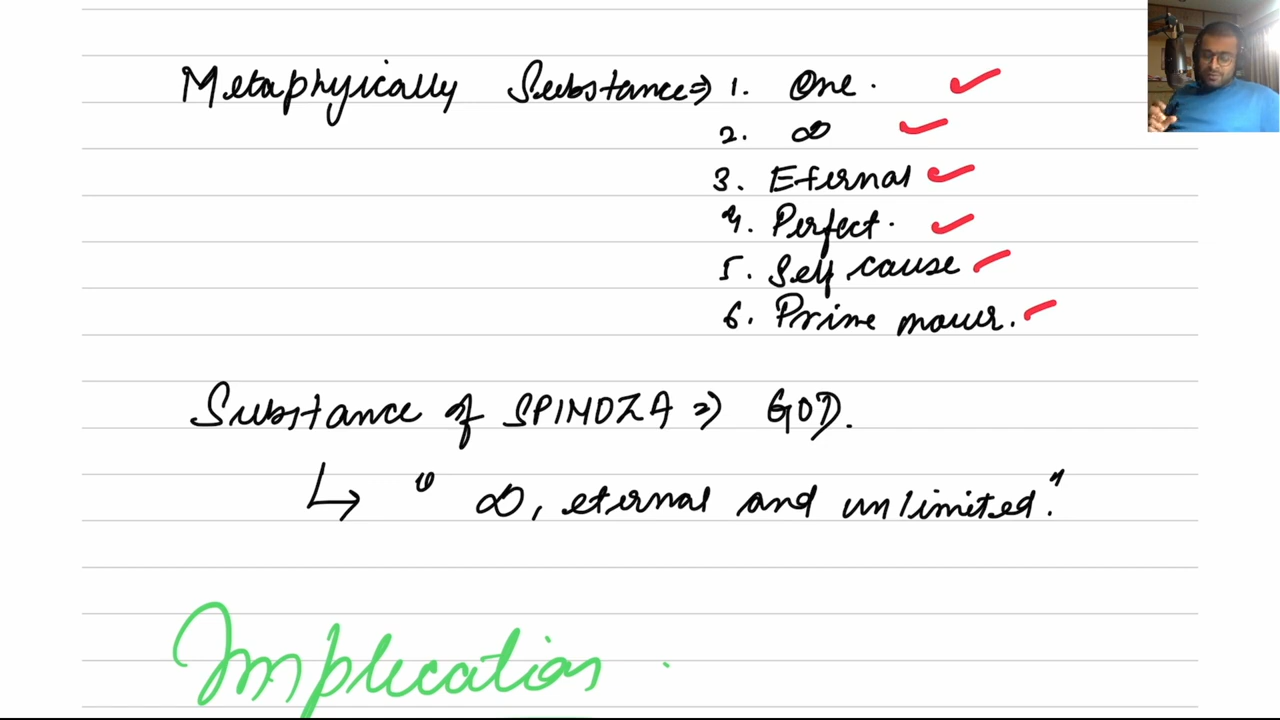 Metaphyically Substance ⇒ 1. One.
2. ∞
3. Eternal
4. Perfect.
5. Self cause
6. Prime mover.
Substance of SPINOZA ⇒ GOD.
↳ " ∞, eternal and unlimited."
Implication.